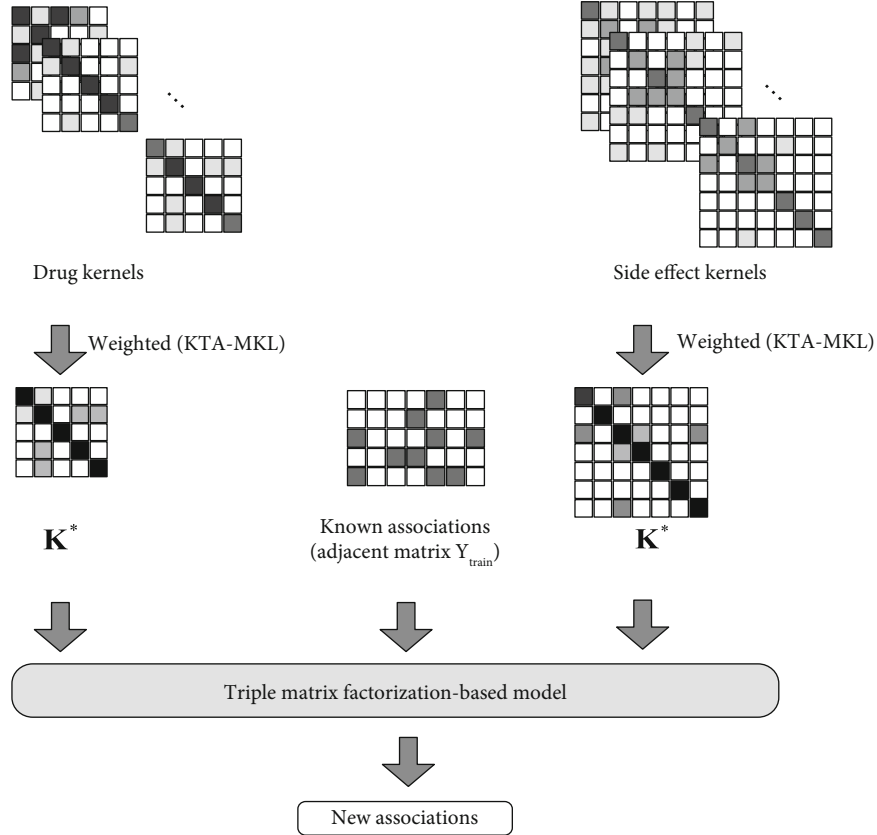 Drug kernels
Side effect kernels
Weighted (KTA-MKL)
Weighted (KTA-MKL)
K*
Known associations
(adjacent matrix Y_train)
K*
Triple matrix factorization-based model
New associations